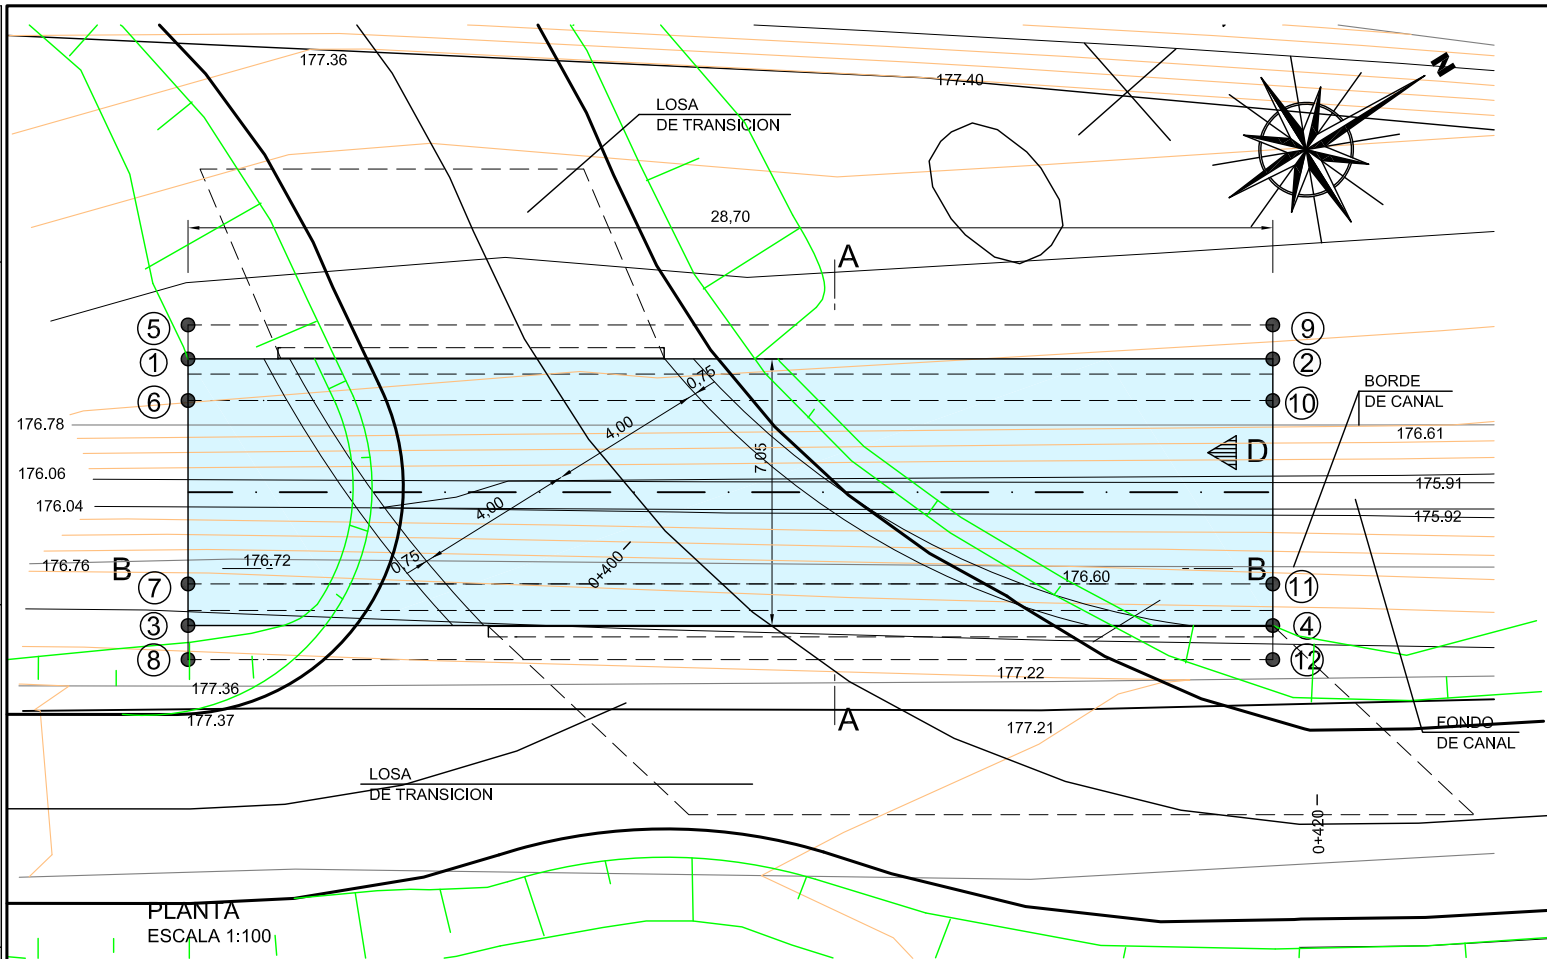 177.36
177.40
N
LOSA
DE TRANSICION
28,70
A
5
9
1
2
6
10
0,75
BORDE
DE CANAL
176.78
4,00
176.61
7,05
D
176.06
175.91
176.04
4,00
175.92
176.76
B
176.72
0,75
0+400
176.60
B
7
11
3
4
8
12
177.36
177.22
177.37
A
177.21
FONDO
DE CANAL
LOSA
DE TRANSICION
0+420
PLANTA
ESCALA 1:100